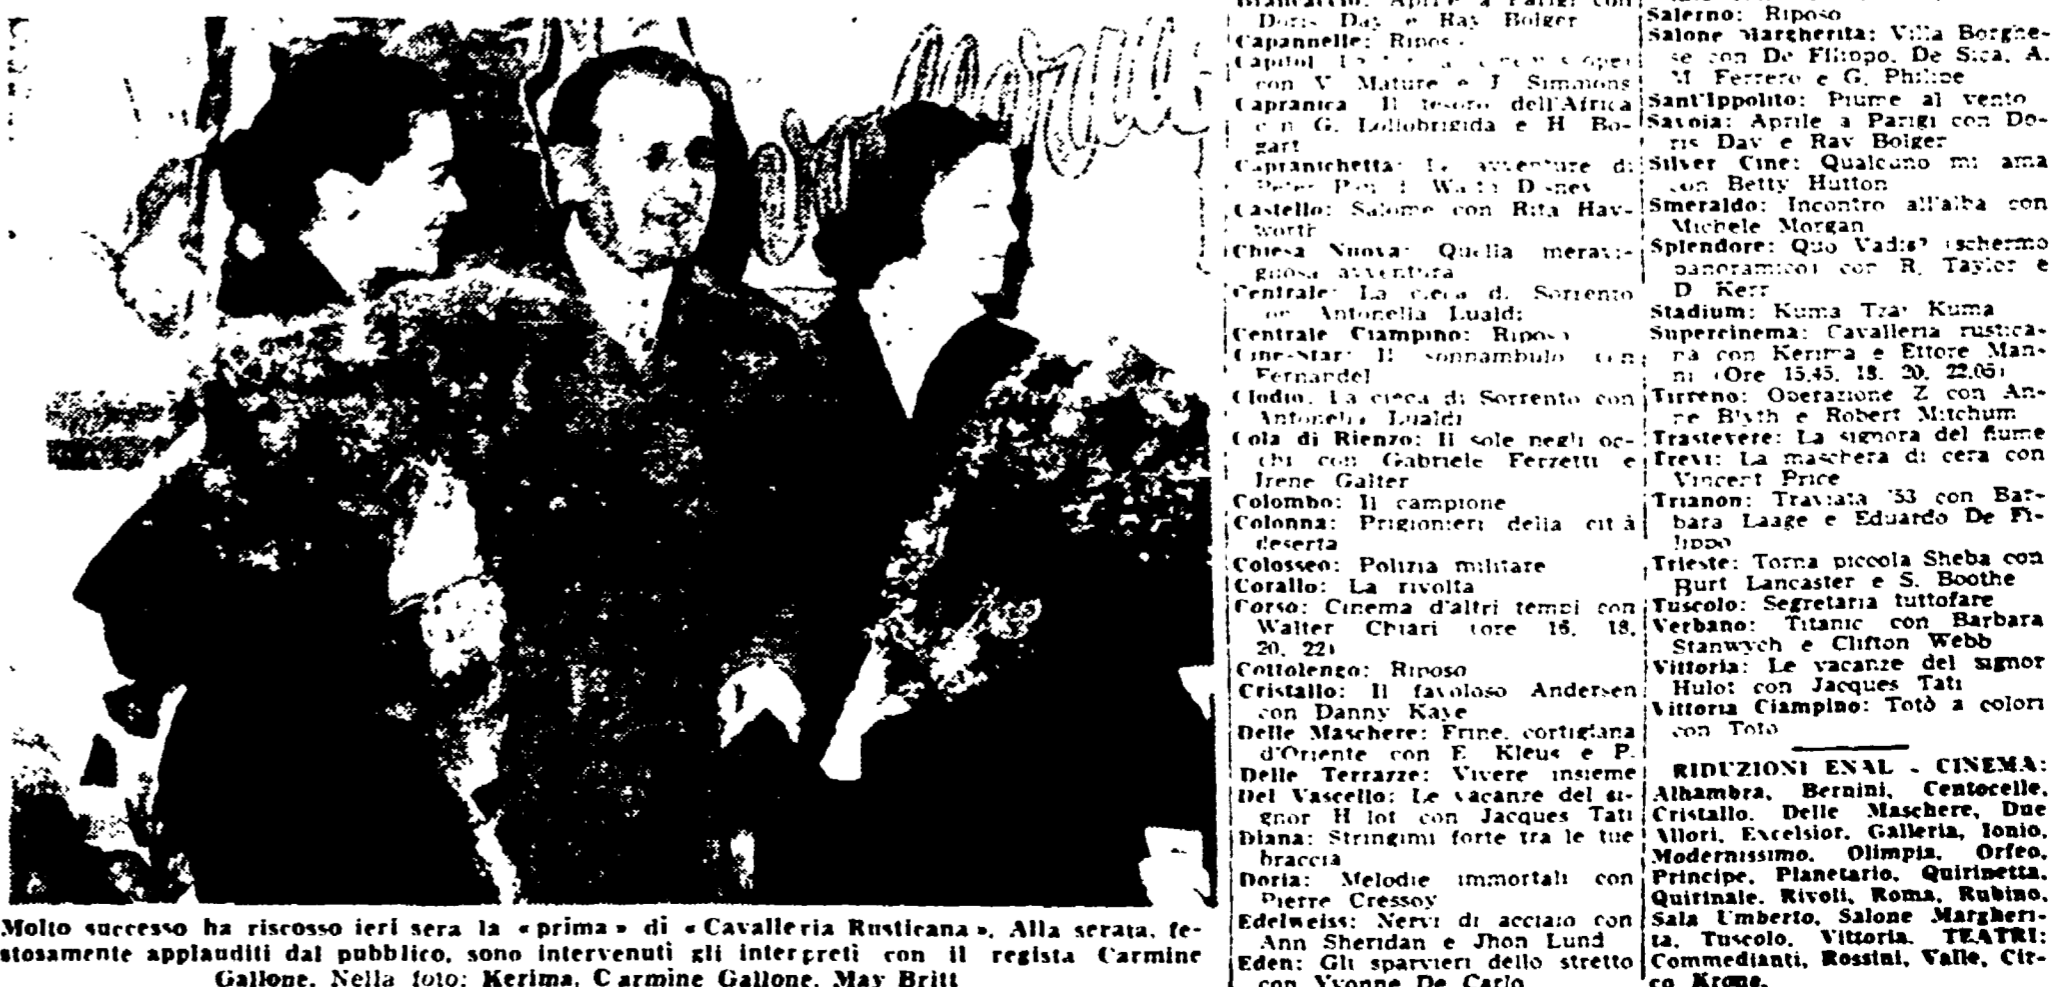 Molto successo ha riscosso ieri sera la «prima» di «Cavalleria Rusticana». Alla serata, fe-
stosamente applauditi dal pubblico, sono intervenuti gli interpreti con il regista Carmine
Gallone. Nella foto: Kerima, Carmine Gallone, May Britt
Brancaccio: Aprile a Parigi con
Doris Day e Ray Bolger
Capannelle: Riposo
Capitol
con V. Mature e J. Simmons
Capranica: Il tesoro dell'Africa
con G. Lollobrigida e H. Bo-
gart
Capranichetta: Le avventure di
Peter Pan di Walt Disney
Castello: Salomè con Rita Hay-
worth
Chiesa Nuova: Quella meravi-
gliosa avventura
Centrale: La cieca di Sorrento
con Antonella Lualdi
Centrale Ciampino: Riposo
Cine-Star: Il sonnambulo con
Fernandel
Clodio: La cieca di Sorrento con
Antonella Lualdi
Cola di Rienzo: Il sole negli oc-
chi con Gabriele Ferzetti e
Irene Galter
Colombo: Il campione
Colonna: Prigionieri della città
deserta
Colosseo: Polizia militare
Corallo: La rivolta
Corso: Cinema d'altri tempi con
Walter Chiari (ore 16, 18,
20, 22)
Cottolengo: Riposo
Cristallo: Il favoloso Andersen
con Danny Kaye
Delle Maschere: Frine, cortigiana
d'Oriente con E. Kleus e P.
Delle Terrazze: Vivere insieme
Del Vascello: Le vacanze del si-
gnor Hulot con Jacques Tati
Diana: Stringimi forte tra le tue
braccia
Doria: Melodie immortali con
Pierre Cressoy
Edelweiss: Nervi di acciaio con
Ann Sheridan e Jhon Lund
Eden: Gli sparvieri dello stretto
con Yvonne De Carlo
Salerno: Riposo
Salone Margherita: Villa Borghe-
se con De Filippo, De Sica, A.
M. Ferrero e G. Philipe
Sant'Ippolito: Piume al vento
Savoia: Aprile a Parigi con Do-
ris Day e Ray Bolger
Silver Cine: Qualcuno mi ama
con Betty Hutton
Smeraldo: Incontro all'alba con
Michele Morgan
Splendore: Quo Vadis? (schermo
panoramico) con R. Taylor e
D. Kerr
Stadium: Kuma Tzai Kuma
Supercinema: Cavalleria rustica-
na con Kerima e Ettore Man-
ni (Ore 15,45, 18, 20, 22,05)
Tirreno: Operazione Z con An-
ne Blyth e Robert Mitchum
Trastevere: La signora del fiume
Trevi: La maschera di cera con
Vincent Price
Trianon: Traviata '53 con Bar-
bara Laage e Eduardo De Fi-
lippo
Trieste: Torna piccola Sheba con
Burt Lancaster e S. Boothe
Tuscolo: Segretaria tuttofare
Verbano: Titanic con Barbara
Stanwych e Clifton Webb
Vittoria: Le vacanze del signor
Hulot con Jacques Tati
Vittoria Ciampino: Totò a colori
con Totò
RIDUZIONI ENAL - CINEMA:
Alhambra, Bernini, Centocelle,
Cristallo, Delle Maschere, Due
Allori, Excelsior, Galleria, Ionio,
Modernissimo, Olimpia, Orfeo,
Principe, Planetario, Quirinetta,
Quirinale, Rivoli, Roma, Rubino,
Sala Umberto, Salone Margheri-
ta, Tuscolo, Vittoria. TEATRI:
Commedianti, Rossini, Valle, Cir-
co Krone.